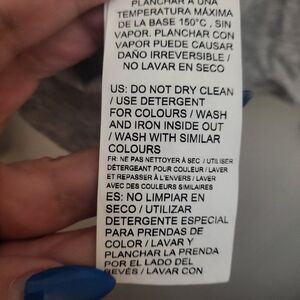 PLANCHAR A UNA
TEMPERATURA MÁXIMA
DE LA BASE 150°C , SIN
VAPOR. PLANCHAR CON
VAPOR PUEDE CAUSAR
DAÑO IRREVERSIBLE /
NO LAVAR EN SECO
US: DO NOT DRY CLEAN
/ USE DETERGENT
FOR COLOURS / WASH
AND IRON INSIDE OUT
/ WASH WITH SIMILAR
COLOURS
FR: NE PAS NETTOYER À SEC / UTILISER
DÉTERGENT POUR COULEUR / LAVER
ET REPASSER À L'ENVERS / LAVER
AVEC DES COULEURS SIMILAIRES
ES: NO LIMPIAR EN
SECO / UTILIZAR
DETERGENTE ESPECIAL
PARA PRENDAS DE
COLOR / LAVAR Y
PLANCHAR LA PRENDA
POR EL LADO DEL
REVÉS / LAVAR CON